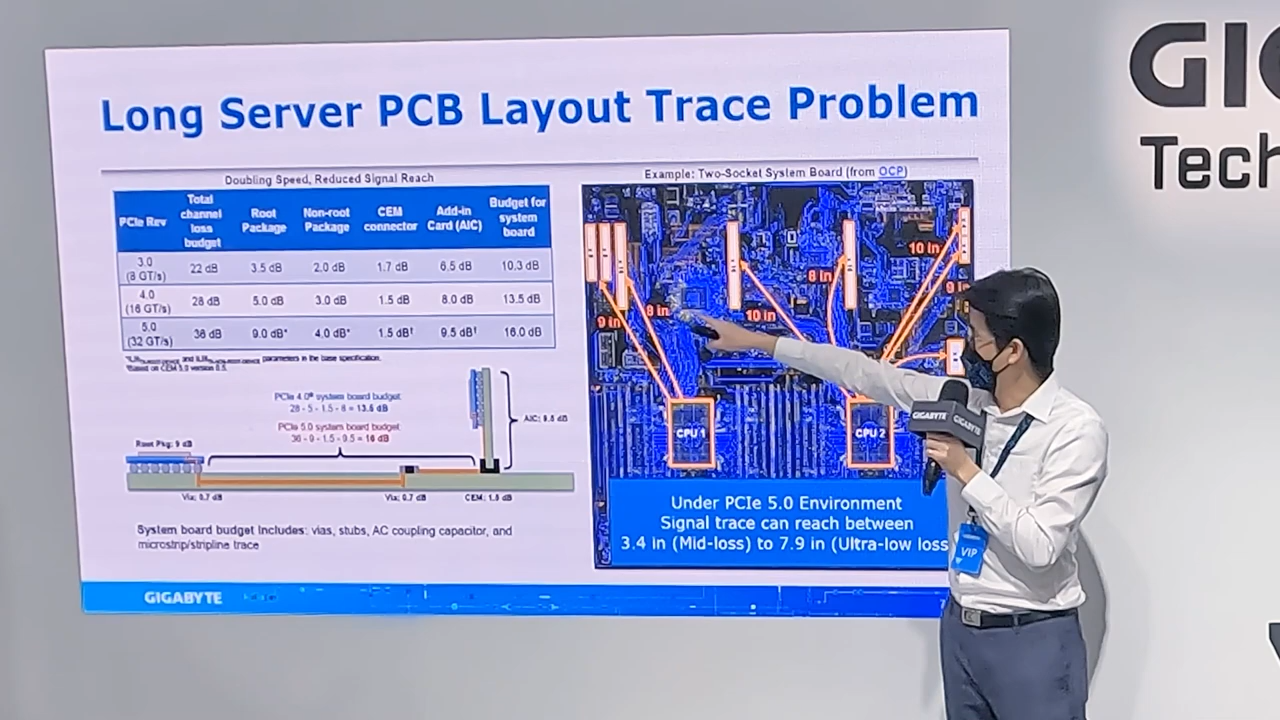 GIG
Tech
Long Server PCB Layout Trace Problem
Doubling Speed, Reduced Signal Reach
PCIe Rev Total channel loss budget Root Package Non-root Package CEM connector Add-in Card (AIC) Budget for system board
3.0 (8 GT/s) 22 dB 3.5 dB 2.0 dB 1.7 dB 6.5 dB 10.3 dB
4.0 (16 GT/s) 28 dB 5.0 dB 3.0 dB 1.5 dB 8.0 dB 13.5 dB
5.0 (32 GT/s) 36 dB 9.0 dB* 4.0 dB* 1.5 dB† 9.5 dB† 16.0 dB
parameters in the base specification.
PCIe 4.0 system board budget:
28 - 5 - 1.5 - 8 = 13.5 dB
PCIe 5.0 system board budget:
36 - 9 - 1.5 - 9.5 = 16 dB
Root Pkg: 9 dB
AIC: 9.5 dB
Via: 0.7 dB
Via: 0.7 dB
CEM: 1.5 dB
System board budget includes: vias, stubs, AC coupling capacitor, and
microstrip/stripline trace
Example: Two-Socket System Board (from OCP)
10 in
8 in
9 in
9 in
8 in
10 in
CPU 1
CPU 2
Under PCIe 5.0 Environment
Signal trace can reach between
3.4 in (Mid-loss) to 7.9 in (Ultra-low loss
GIGABYTE
GIGABYTE
GIGABYTE
VIP